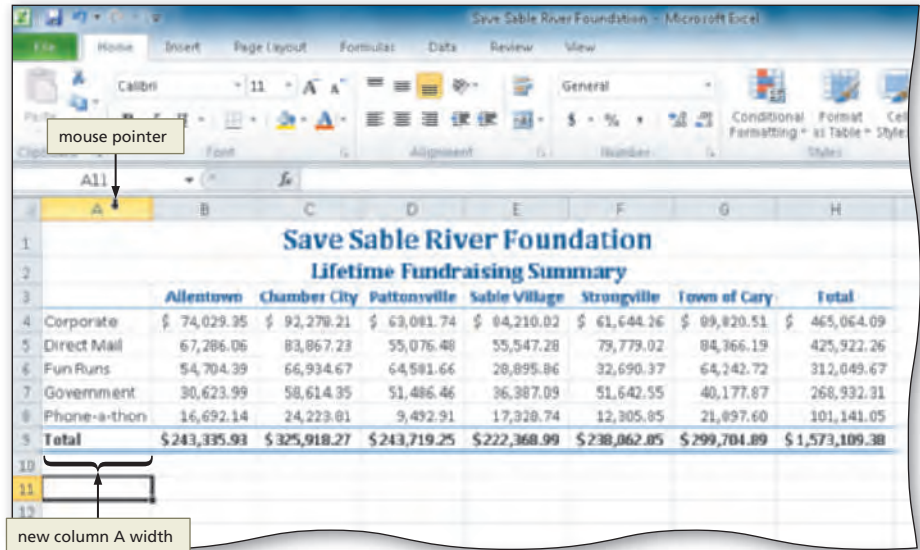 Save Sable River Foundation - Microsoft Excel
File Home Insert Page Layout Formulas Data Review View
Calibri 11 General
Conditional Formatting Format as Table Cell Styles
Clipboard Font Alignment Number Styles
mouse pointer
A11 fx
A B C D E F G H
1 Save Sable River Foundation
2 Lifetime Fundraising Summary
3 Allentown Chamber City Pattonsville Sable Village Strongville Town of Cary Total
4 Corporate $ 74,029.35 $ 92,278.21 $ 63,081.74 $ 84,210.02 $ 61,644.26 $ 89,820.51 $ 465,064.09
5 Direct Mail 67,286.06 83,867.23 55,076.48 55,547.28 79,779.02 84,366.19 425,922.26
6 Fun Runs 54,704.39 66,934.67 64,581.66 28,895.86 32,690.37 64,242.72 312,049.67
7 Government 30,623.99 58,614.35 51,486.46 36,387.09 51,642.55 40,177.87 268,932.31
8 Phone-a-thon 16,692.14 24,223.81 9,492.91 17,328.74 12,305.85 21,097.60 101,141.05
9 Total $243,335.93 $325,918.27 $243,719.25 $222,368.99 $238,062.05 $299,704.89 $1,573,109.38
10
11
12
new column A width